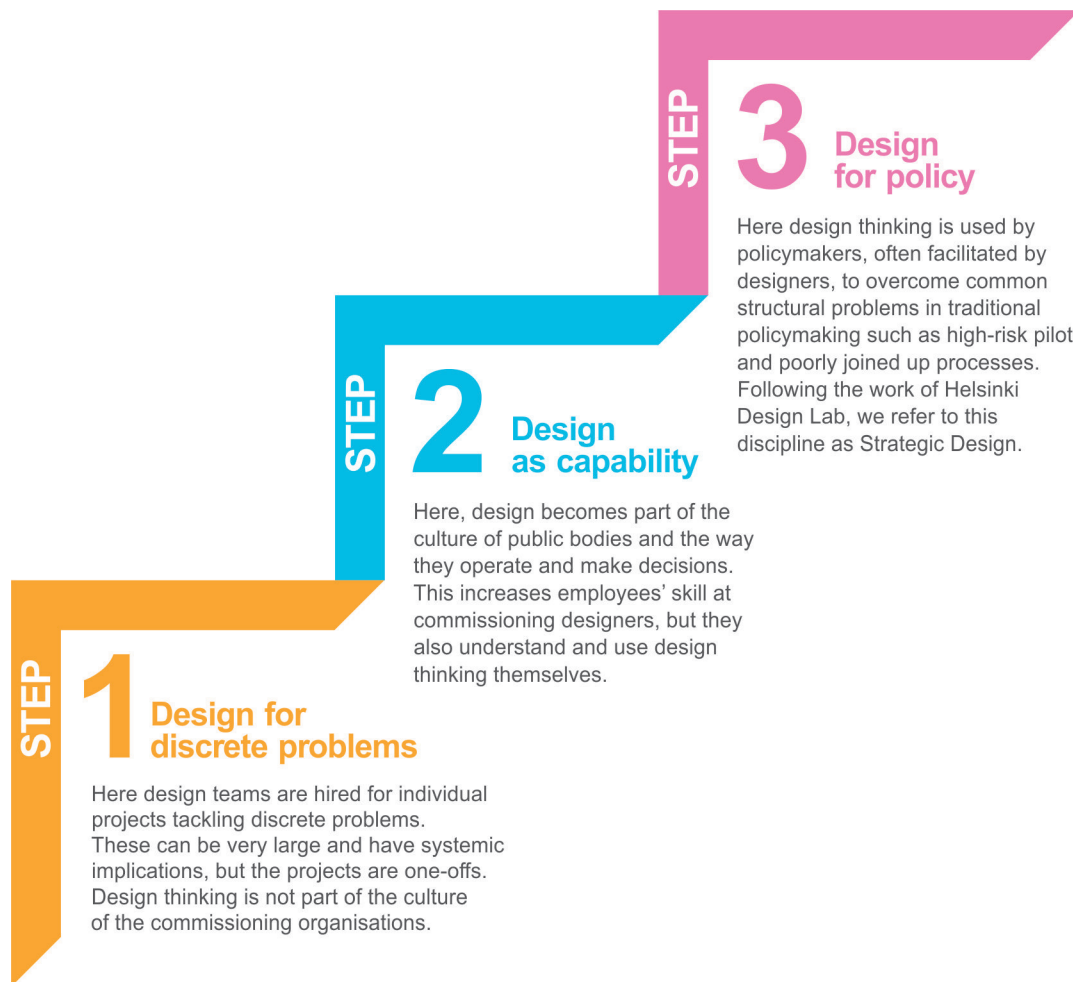 STEP
3
Design
for policy
Here design thinking is used by
policymakers, often facilitated by
designers, to overcome common
structural problems in traditional
policymaking such as high-risk pilot
and poorly joined up processes.
Following the work of Helsinki
Design Lab, we refer to this
discipline as Strategic Design.
STEP
2
Design
as capability
Here, design becomes part of the
culture of public bodies and the way
they operate and make decisions.
This increases employees’ skill at
commissioning designers, but they
also understand and use design
thinking themselves.
STEP
1
Design for
discrete problems
Here design teams are hired for individual
projects tackling discrete problems.
These can be very large and have systemic
implications, but the projects are one-offs.
Design thinking is not part of the culture
of the commissioning organisations.